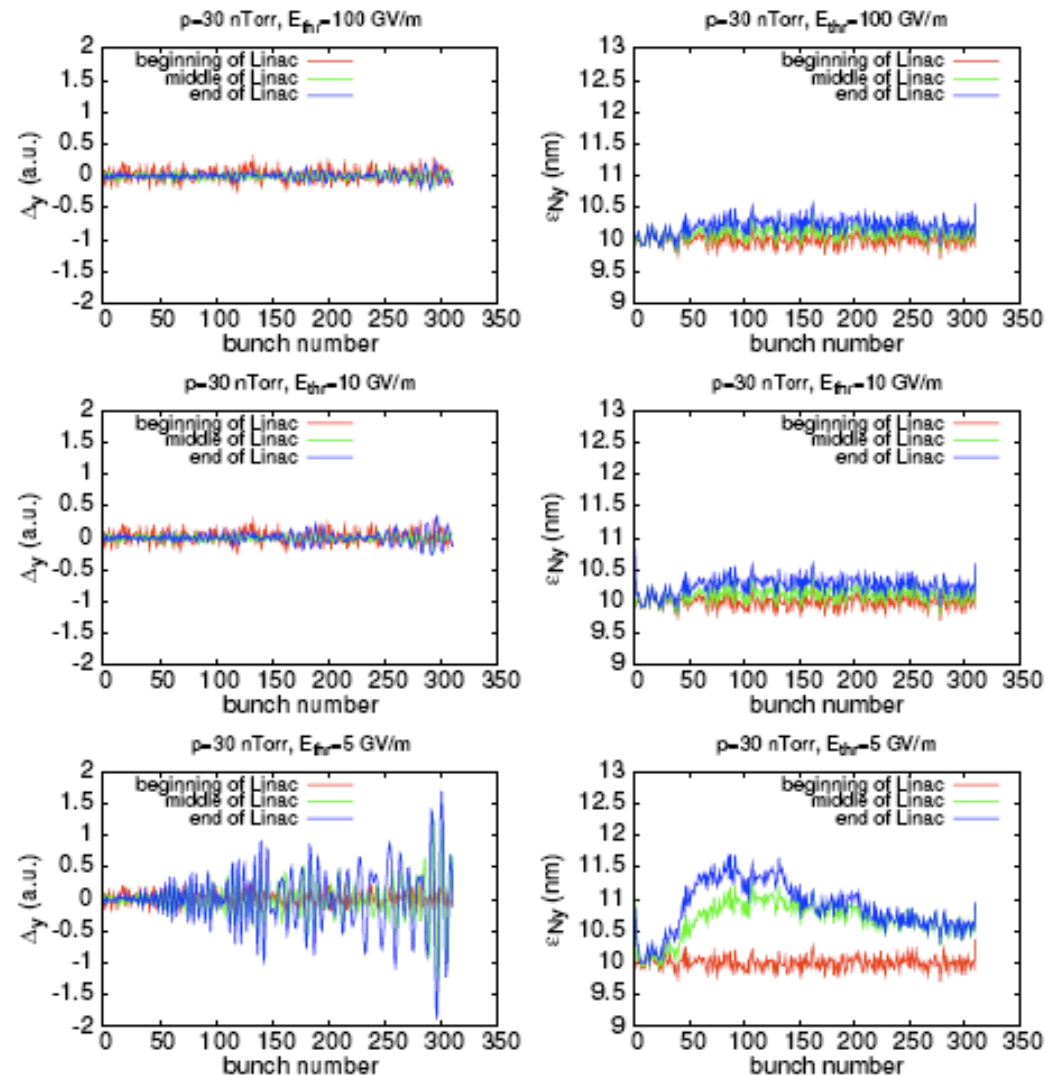 p=30 nTorr, Ethr=100 GV/m
beginning of Linac
middle of Linac
end of Linac
Δy (a.u.)
2
1.5
1
0.5
0
-0.5
-1
-1.5
-2
0 50 100 150 200 250 300 350
bunch number
p=30 nTorr, Ethr=100 GV/m
beginning of Linac
middle of Linac
end of Linac
εNy (nm)
13
12.5
12
11.5
11
10.5
10
9.5
9
0 50 100 150 200 250 300 350
bunch number
p=30 nTorr, Ethr=10 GV/m
beginning of Linac
middle of Linac
end of Linac
Δy (a.u.)
2
1.5
1
0.5
0
-0.5
-1
-1.5
-2
0 50 100 150 200 250 300 350
bunch number
p=30 nTorr, Ethr=10 GV/m
beginning of Linac
middle of Linac
end of Linac
εNy (nm)
13
12.5
12
11.5
11
10.5
10
9.5
9
0 50 100 150 200 250 300 350
bunch number
p=30 nTorr, Ethr=5 GV/m
beginning of Linac
middle of Linac
end of Linac
Δy (a.u.)
2
1.5
1
0.5
0
-0.5
-1
-1.5
-2
0 50 100 150 200 250 300 350
bunch number
p=30 nTorr, Ethr=5 GV/m
beginning of Linac
middle of Linac
end of Linac
εNy (nm)
13
12.5
12
11.5
11
10.5
10
9.5
9
0 50 100 150 200 250 300 350
bunch number